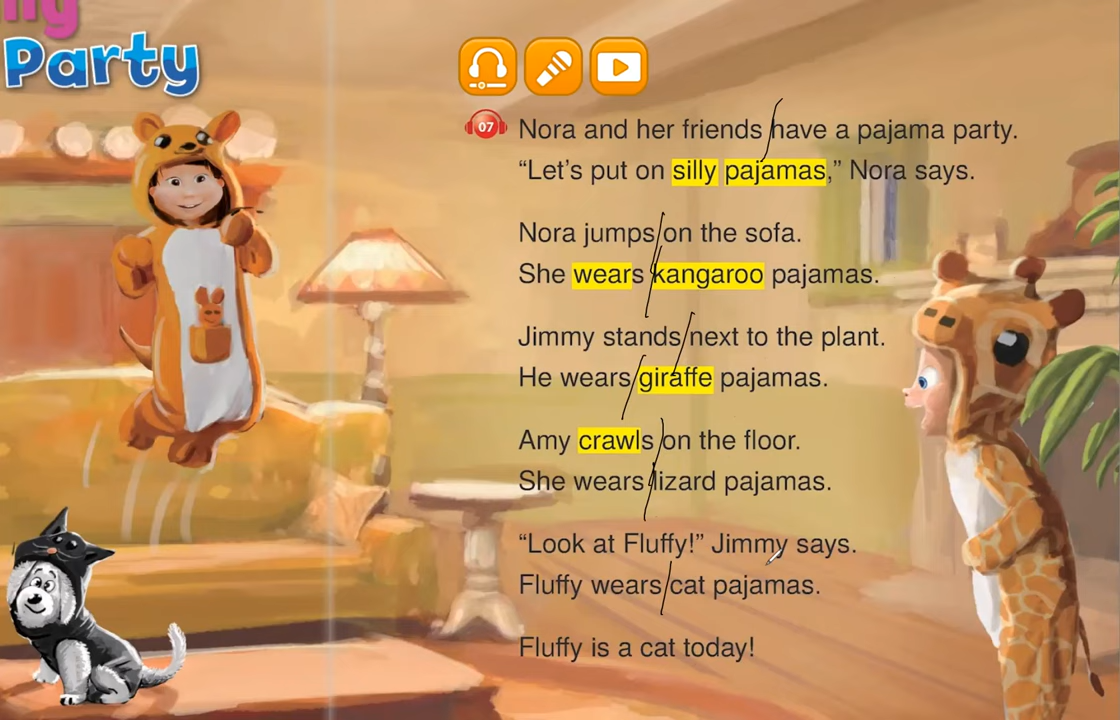 Party
07
Nora and her friends have a pajama party.
“Let’s put on silly pajamas,” Nora says.
Nora jumps on the sofa.
She wears kangaroo pajamas.
Jimmy stands next to the plant.
He wears giraffe pajamas.
Amy crawls on the floor.
She wears lizard pajamas.
“Look at Fluffy!” Jimmy says.
Fluffy wears cat pajamas.
Fluffy is a cat today!